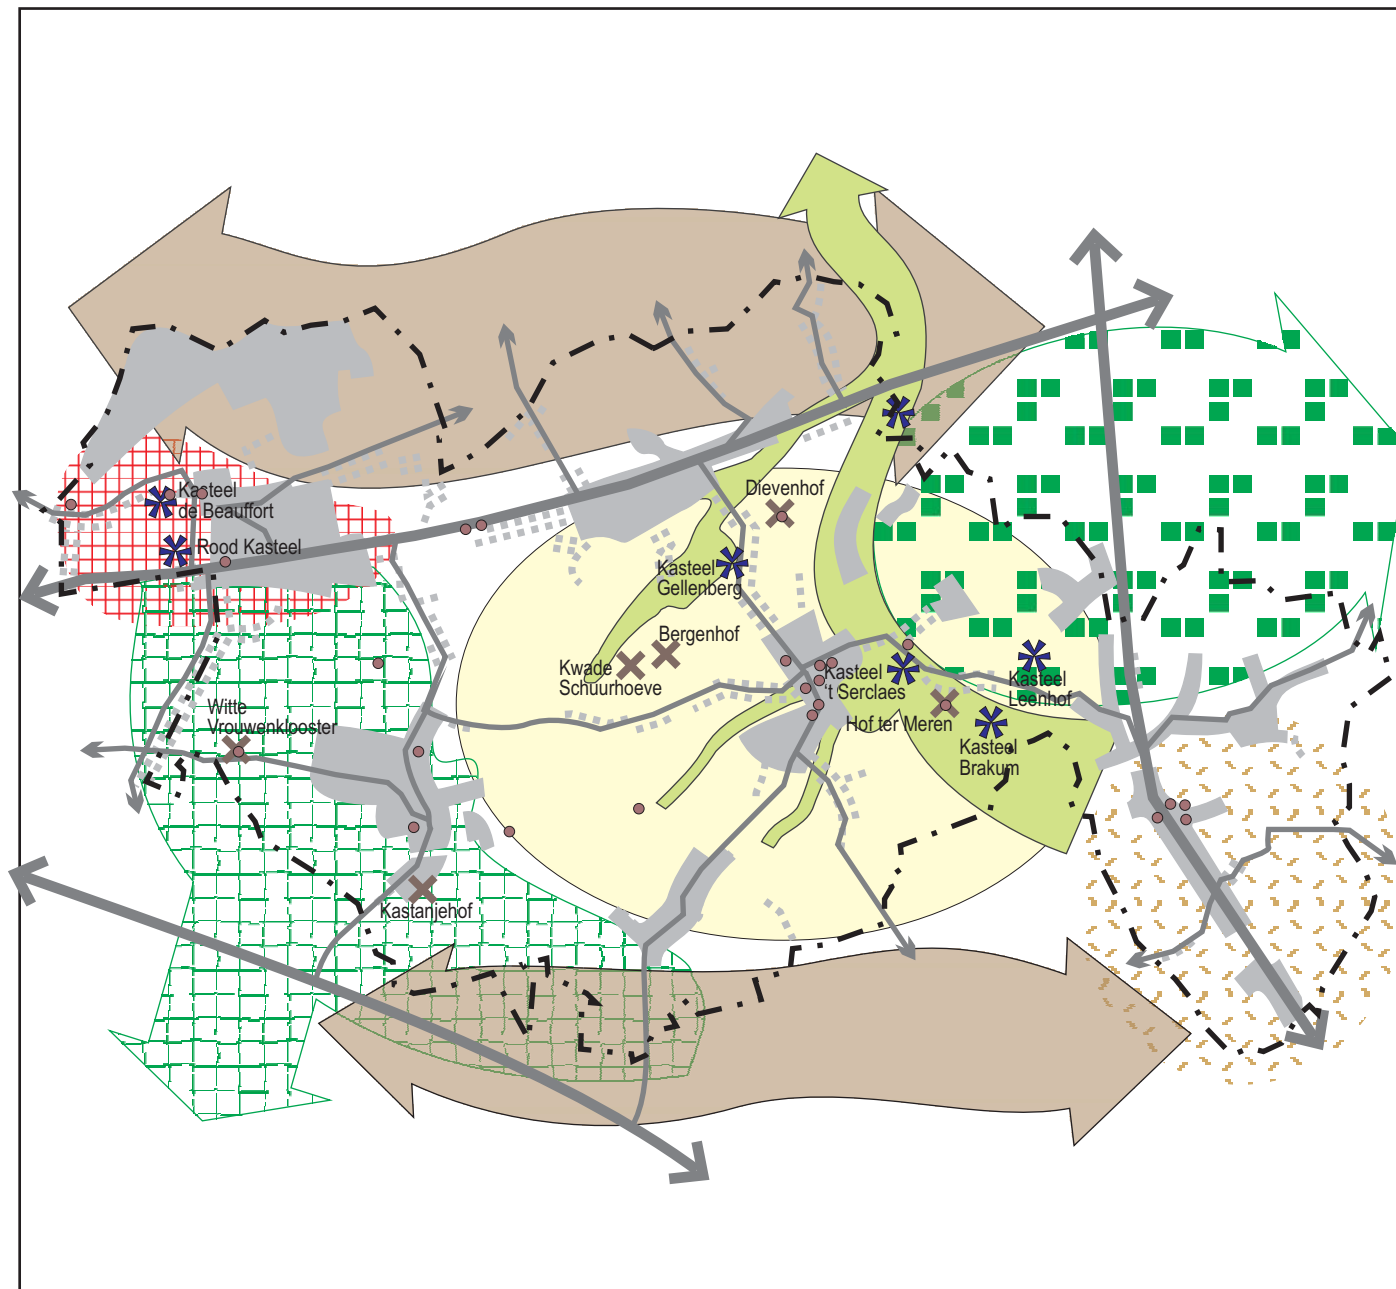 Kasteel
de Beauffort
Dievenhof
Rood Kasteel
Kasteel
Gellenberg
Bergenhof
Kwade
Schuurhoeve
Kasteel
't Serclaes
Kasteel
Leenhof
Witte
Vrouwenklooster
Hof ter Meren
Kasteel
Brakum
Kastanjehof